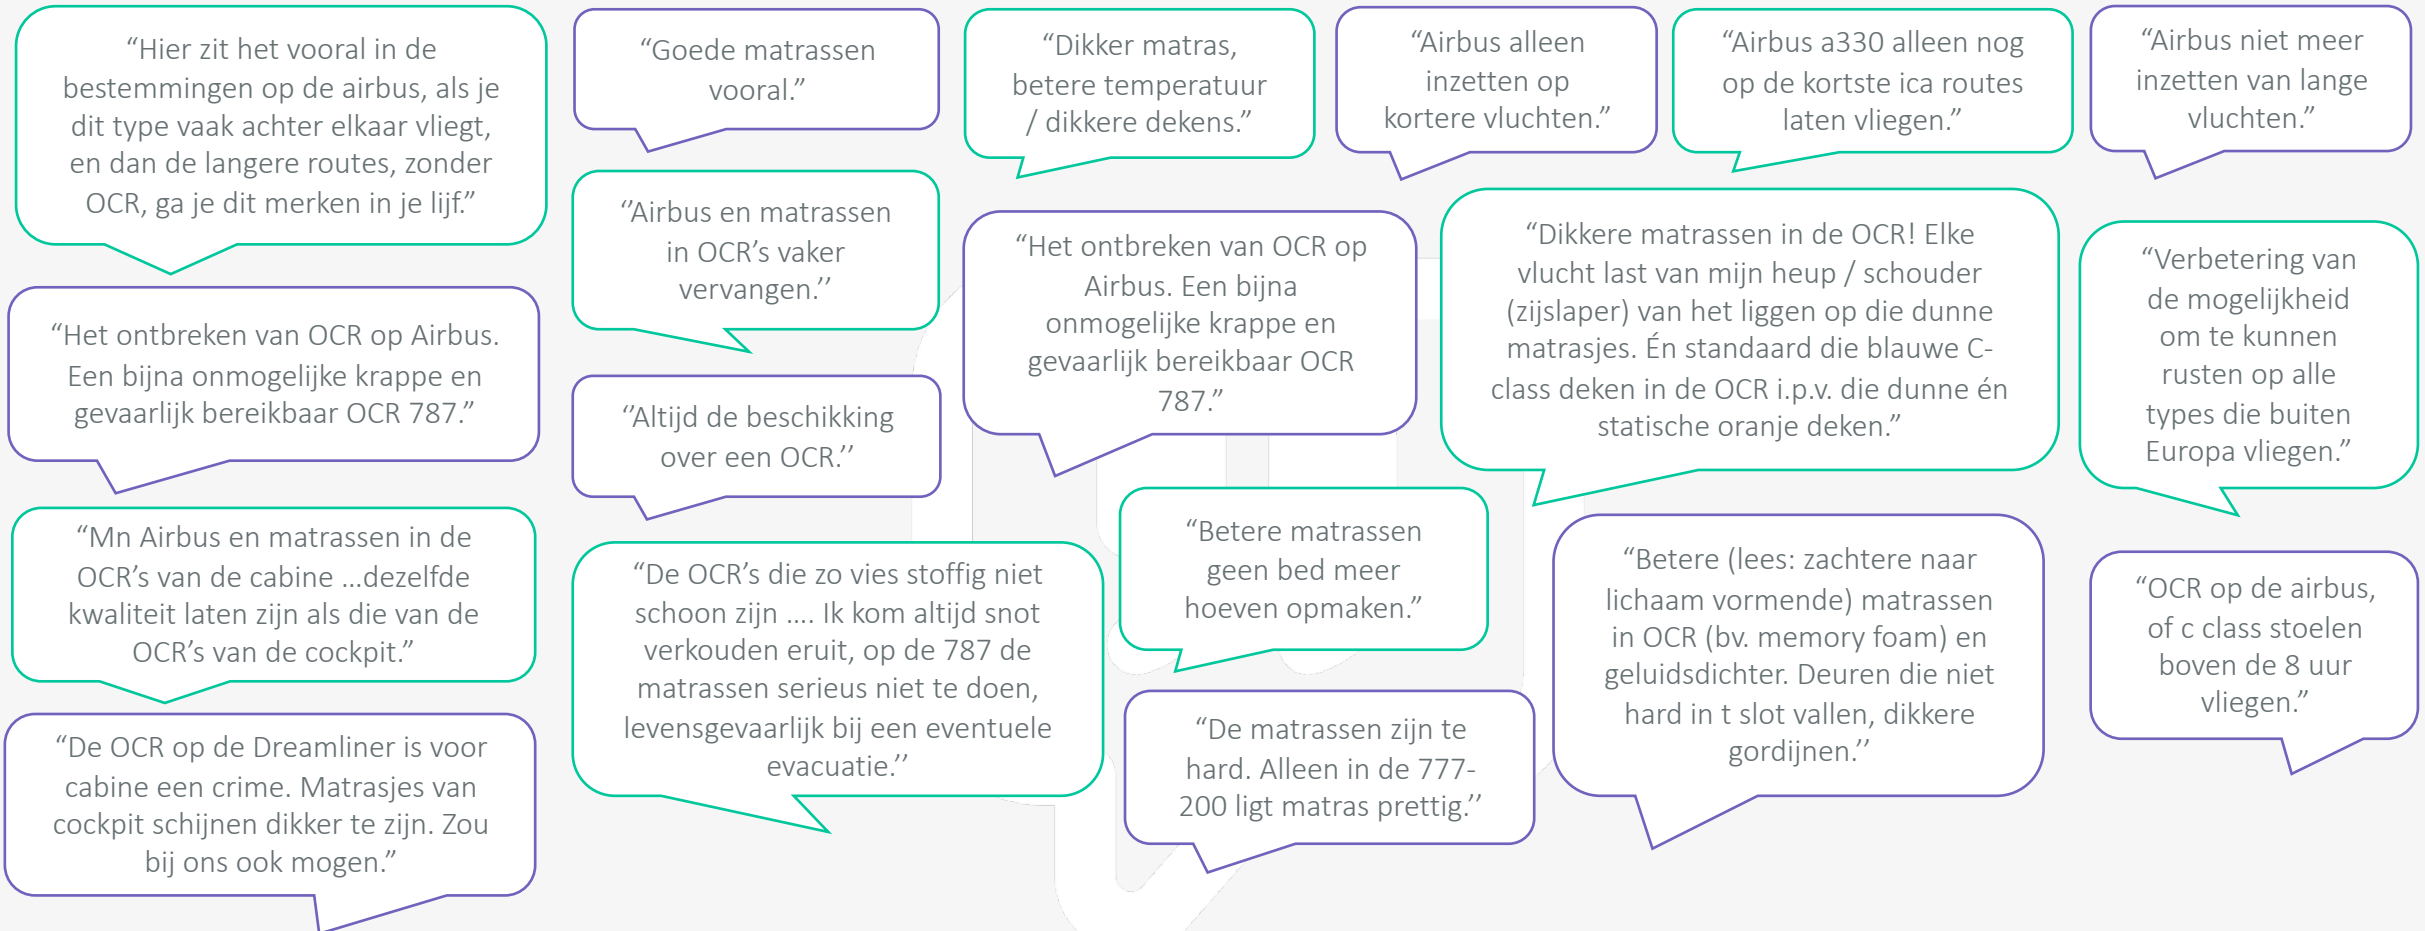 “Hier zit het vooral in de
bestemmingen op de airbus, als je
dit type vaak achter elkaar vliegt,
en dan de langere routes, zonder
OCR, ga je dit merken in je lijf.”
“Goede matrassen
vooral.”
“Dikker matras,
betere temperatuur
/ dikkere dekens.”
“Airbus alleen
inzetten op
kortere vluchten.”
“Airbus a330 alleen nog
op de kortste ica routes
laten vliegen.”
“Airbus niet meer
inzetten van lange
vluchten.”
‘’Airbus en matrassen
in OCR’s vaker
vervangen.’’
“Het ontbreken van OCR op
Airbus. Een bijna
onmogelijke krappe en
gevaarlijk bereikbaar OCR
787.”
“Dikkere matrassen in de OCR! Elke
vlucht last van mijn heup / schouder
(zijslaper) van het liggen op die dunne
matrasjes. Én standaard die blauwe C-
class deken in de OCR i.p.v. die dunne én
statische oranje deken.”
“Verbetering van
de mogelijkheid
om te kunnen
rusten op alle
types die buiten
Europa vliegen.”
“Het ontbreken van OCR op Airbus.
Een bijna onmogelijke krappe en
gevaarlijk bereikbaar OCR 787.”
‘’Altijd de beschikking
over een OCR.’’
“Mn Airbus en matrassen in de
OCR’s van de cabine ...dezelfde
kwaliteit laten zijn als die van de
OCR’s van de cockpit.”
“De OCR’s die zo vies stoffig niet
schoon zijn .... Ik kom altijd snot
verkouden eruit, op de 787 de
matrassen serieus niet te doen,
levensgevaarlijk bij een eventuele
evacuatie.’’
“Betere matrassen
geen bed meer
hoeven opmaken.”
“Betere (lees: zachtere naar
lichaam vormende) matrassen
in OCR (bv. memory foam) en
geluidsdichter. Deuren die niet
hard in t slot vallen, dikkere
gordijnen.’’
“OCR op de airbus,
of c class stoelen
boven de 8 uur
vliegen.”
“De OCR op de Dreamliner is voor
cabine een crime. Matrasjes van
cockpit schijnen dikker te zijn. Zou
bij ons ook mogen.”
“De matrassen zijn te
hard. Alleen in de 777-
200 ligt matras prettig.’’